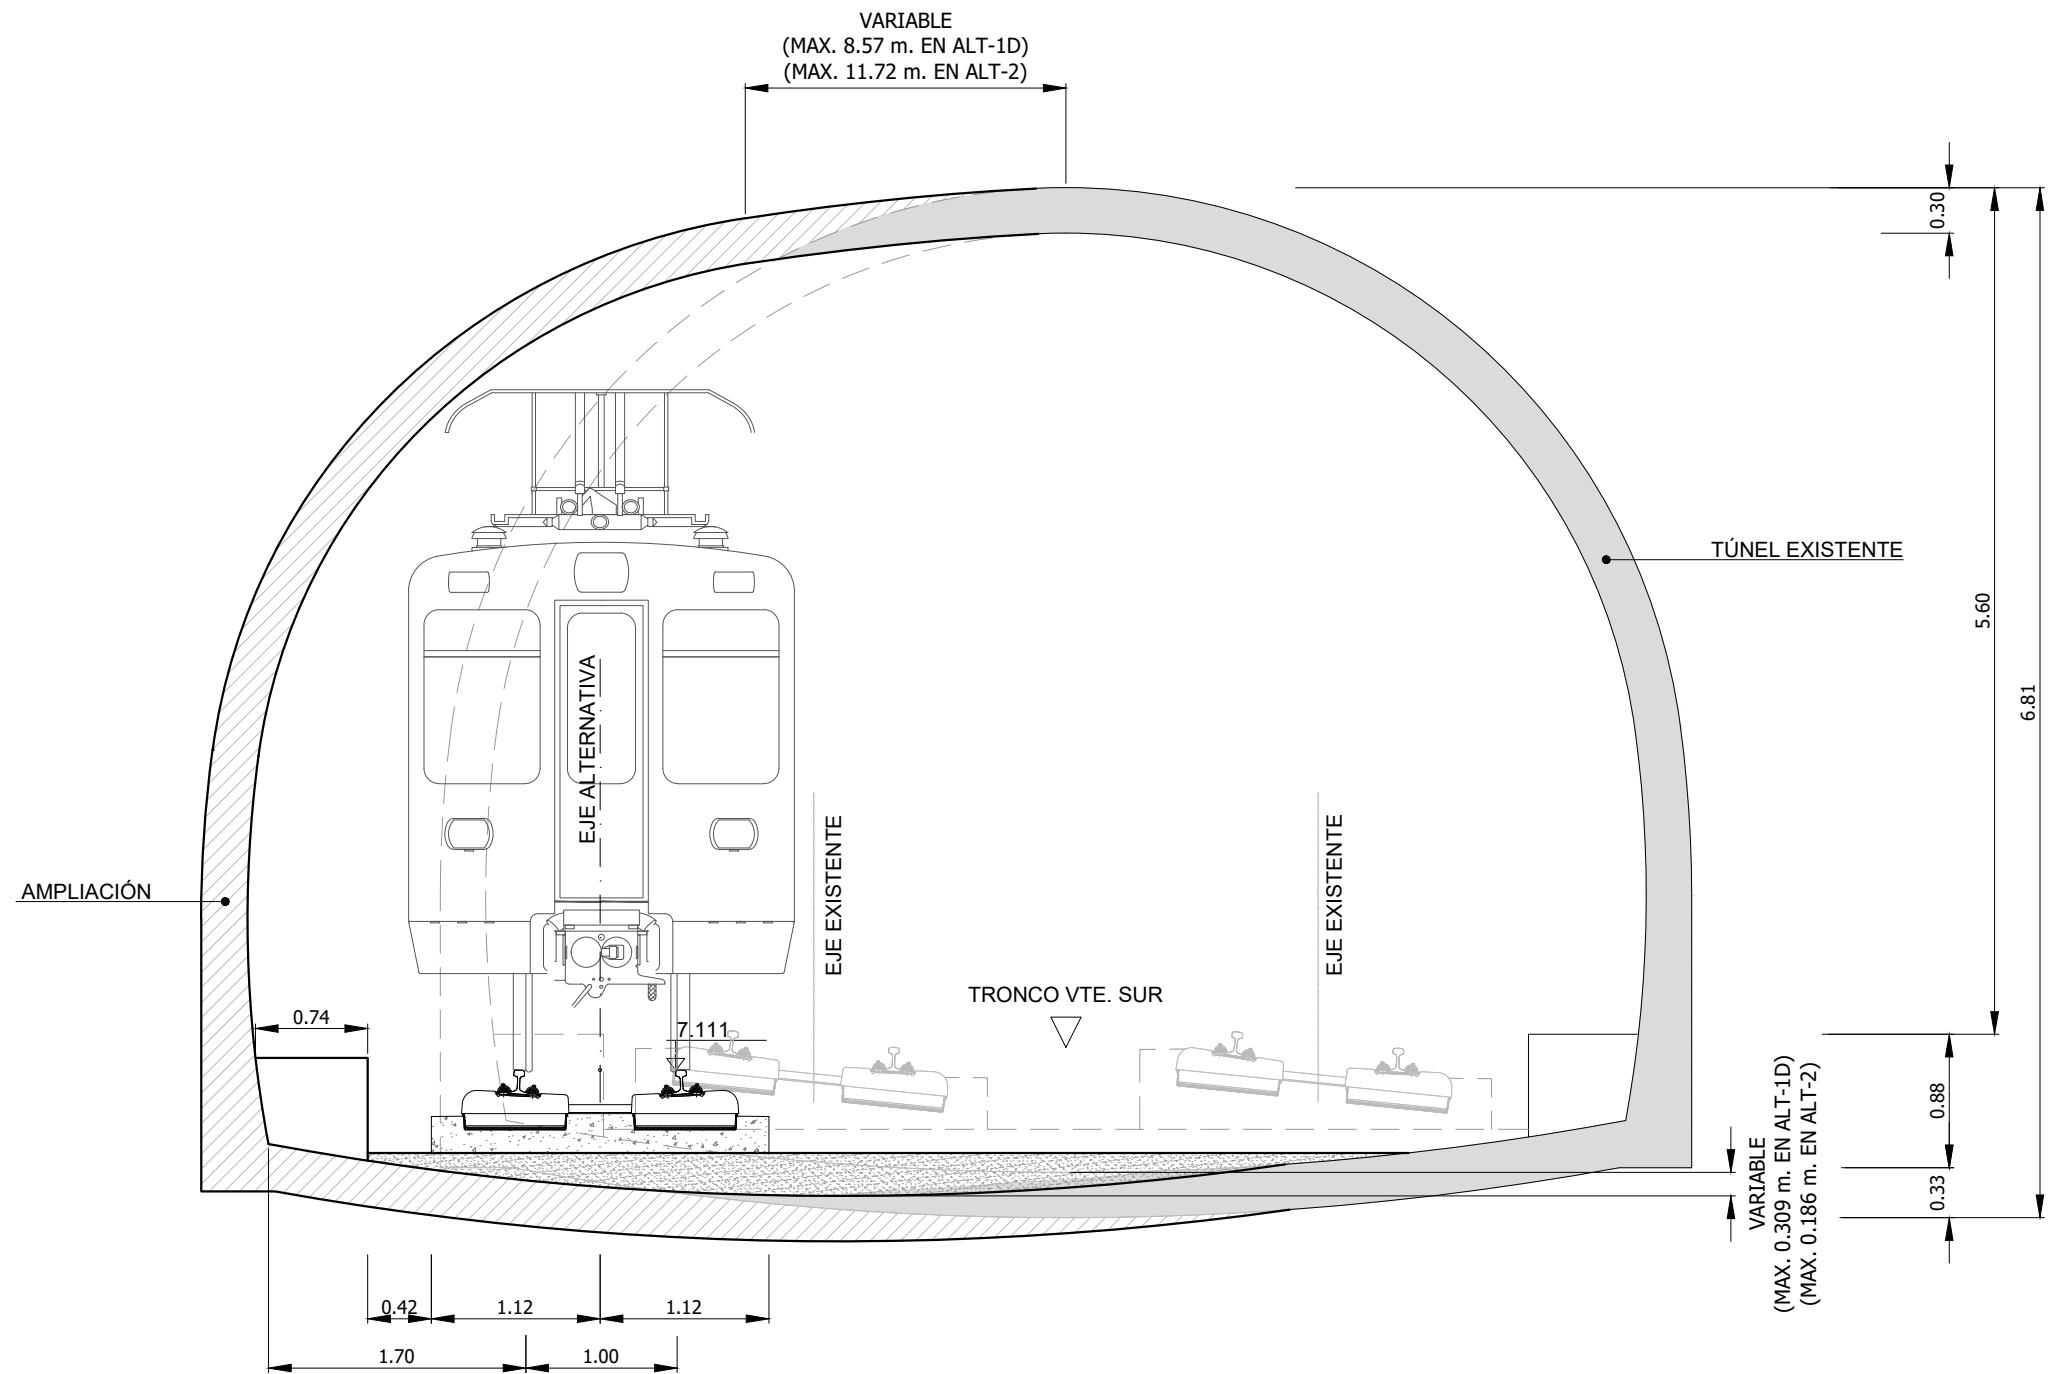 VARIABLE
(MAX. 8.57 m. EN ALT-1D)
(MAX. 11.72 m. EN ALT-2)
0.30
TÚNEL EXISTENTE
5.60
6.81
EJE ALTERNATIVA
AMPLIACIÓN
EJE EXISTENTE
EJE EXISTENTE
TRONCO VTE. SUR
0.74
7.111
0.88
VARIABLE
(MAX. 0.309 m. EN ALT-1D)
(MAX. 0.186 m. EN ALT-2)
0.33
0.42
1.12
1.12
1.70
1.00